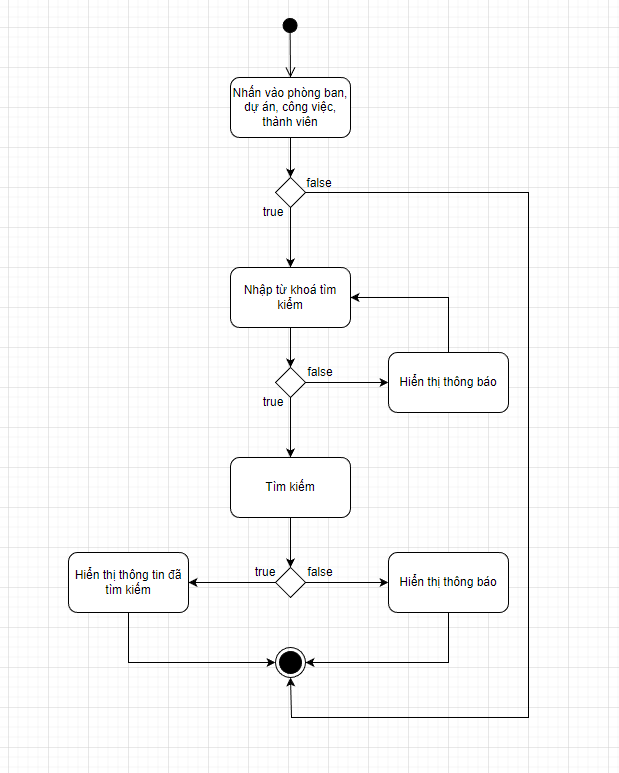 Nhấn vào phòng ban,
dự án, công việc,
thành viên
false
true
Nhập từ khoá tìm
kiểm
false
true
Hiển thị thông báo
Tìm kiếm
true
false
Hiển thị thông tin đã
tìm kiếm
Hiển thị thông báo